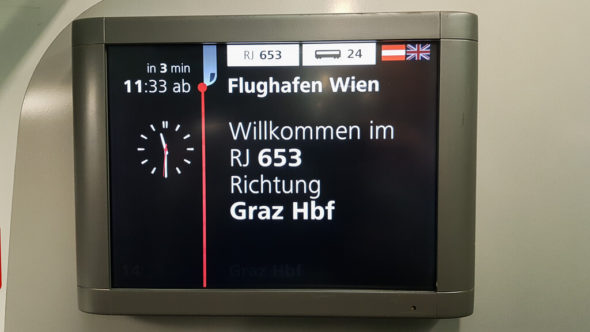 RJ 653
24
in 3 min
11:33 ab
Flughafen Wien
Willkommen im
RJ 653
Richtung
Graz Hbf
14
Graz Hbf